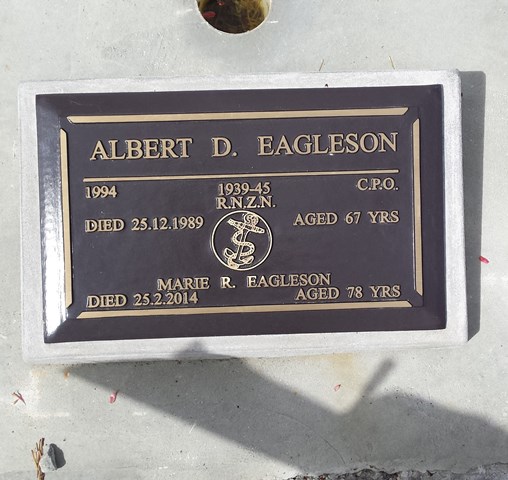 ALBERT D. EAGLESON
1994 1939-45 C.P.O.
R.N.Z.N.
DIED 25.12.1989 AGED 67 YRS
MARIE R. EAGLESON
DIED 25.2.2014 AGED 78 YRS